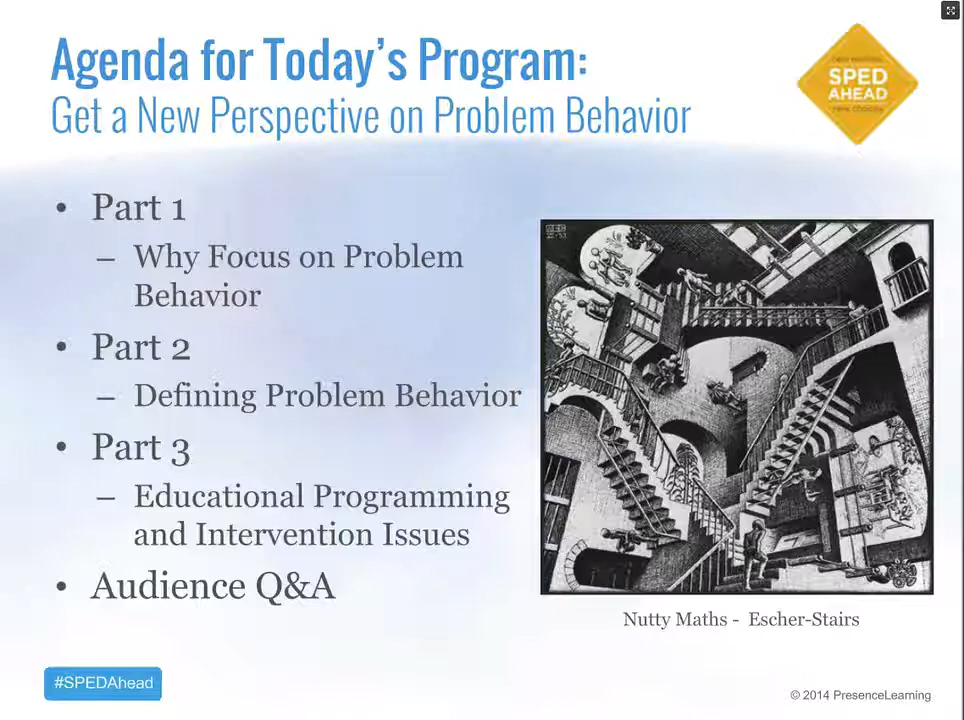 Agenda for Today's Program:
Get a New Perspective on Problem Behavior
SPED
AHEAD
new choices
• Part 1
– Why Focus on Problem
Behavior
• Part 2
– Defining Problem Behavior
• Part 3
– Educational Programming
and Intervention Issues
• Audience Q&A
Nutty Maths - Escher-Stairs
#SPEDAhead
© 2014 PresenceLearning